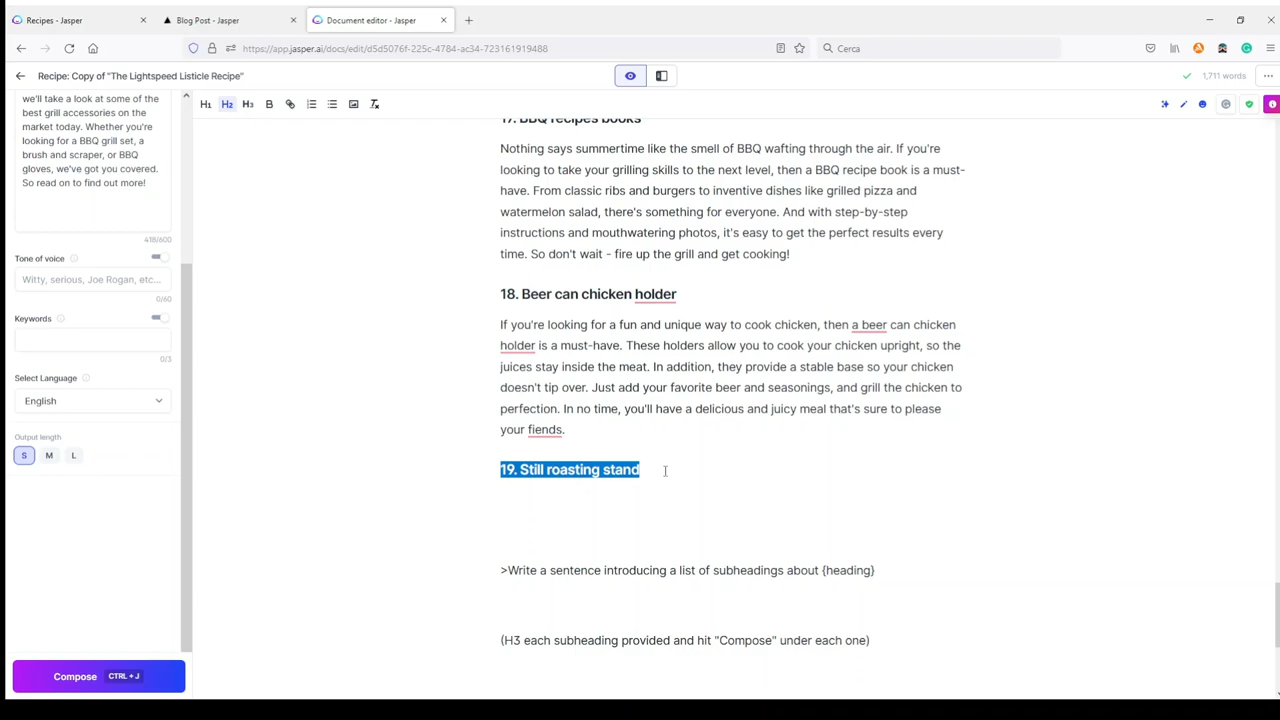 Recipes - Jasper
Blog Post - Jasper
Document editor - Jasper
https://app.jasper.ai/docs/edit/d5d5076f-225c-4784-ac34-723161919488
Cerca
Recipe: Copy of "The Lightspeed Listicle Recipe"
1,711 words
H1 H2 H3 B
we'll take a look at some of the
best grill accessories on the
market today. Whether you're
looking for a BBQ grill set, a
brush and scraper, or BBQ
gloves, we've got you covered.
So read on to find out more!
418/600
Tone of voice
Witty, serious, Joe Rogan, etc...
0/60
Keywords
0/3
Select Language
English
Output length
S M L
Compose CTRL + J
17. BBQ recipes books
Nothing says summertime like the smell of BBQ wafting through the air. If you're
looking to take your grilling skills to the next level, then a BBQ recipe book is a must-
have. From classic ribs and burgers to inventive dishes like grilled pizza and
watermelon salad, there's something for everyone. And with step-by-step
instructions and mouthwatering photos, it's easy to get the perfect results every
time. So don't wait - fire up the grill and get cooking!
18. Beer can chicken holder
If you're looking for a fun and unique way to cook chicken, then a beer can chicken
holder is a must-have. These holders allow you to cook your chicken upright, so the
juices stay inside the meat. In addition, they provide a stable base so your chicken
doesn't tip over. Just add your favorite beer and seasonings, and grill the chicken to
perfection. In no time, you'll have a delicious and juicy meal that's sure to please
your fiends.
19. Still roasting stand
>Write a sentence introducing a list of subheadings about {heading}
(H3 each subheading provided and hit "Compose" under each one)